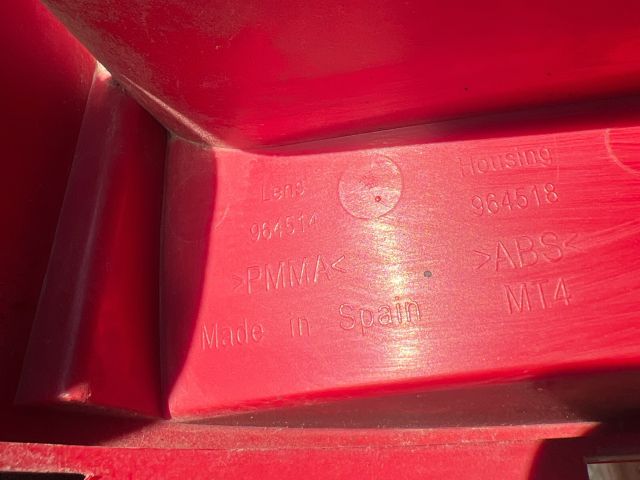 Lens
964514
>PMMA<
Housing
964518
>ABS<
MT4
Made in Spain